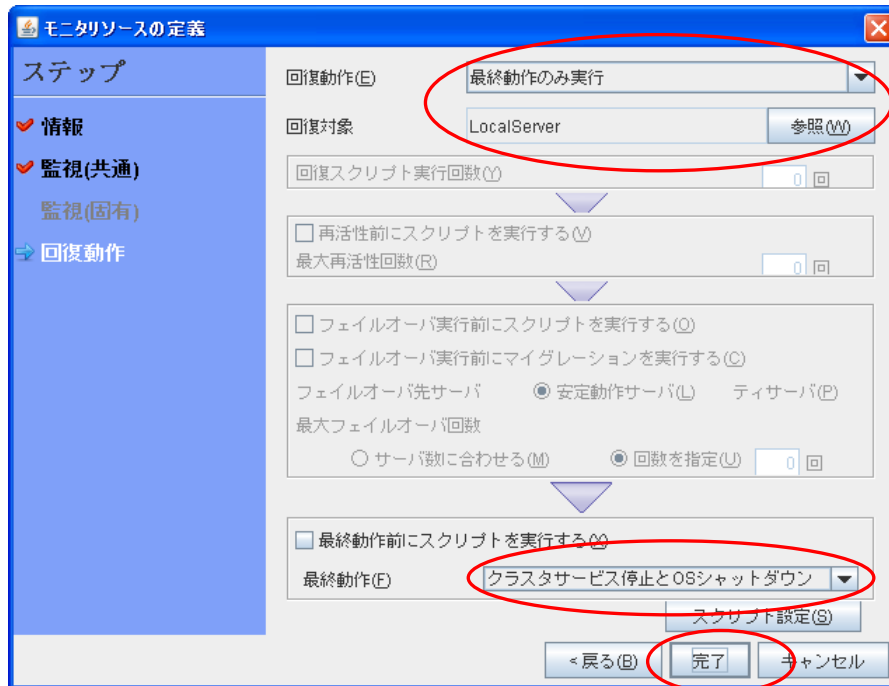 モニタリソースの定義
ステップ
情報
監視(共通)
監視(固有)
回復動作
回復動作(E) 最終動作のみ実行
回復対象 LocalServer 参照(W)
回復スクリプト実行回数(Y) 0 回
再活性前にスクリプトを実行する(V)
最大再活性回数(R) 0 回
フェイルオーバ実行前にスクリプトを実行する(O)
フェイルオーバ実行前にマイグレーションを実行する(C)
フェイルオーバ先サーバ 安定動作サーバ(L) ティサーバ(P)
最大フェイルオーバ回数
サーバ数に合わせる(M) 回数を指定(U) 0 回
最終動作前にスクリプトを実行する(X)
最終動作(F) クラスタサービス停止とOSシャットダウン
スクリプト設定(S)
<戻る(B) 完了 キャンセル